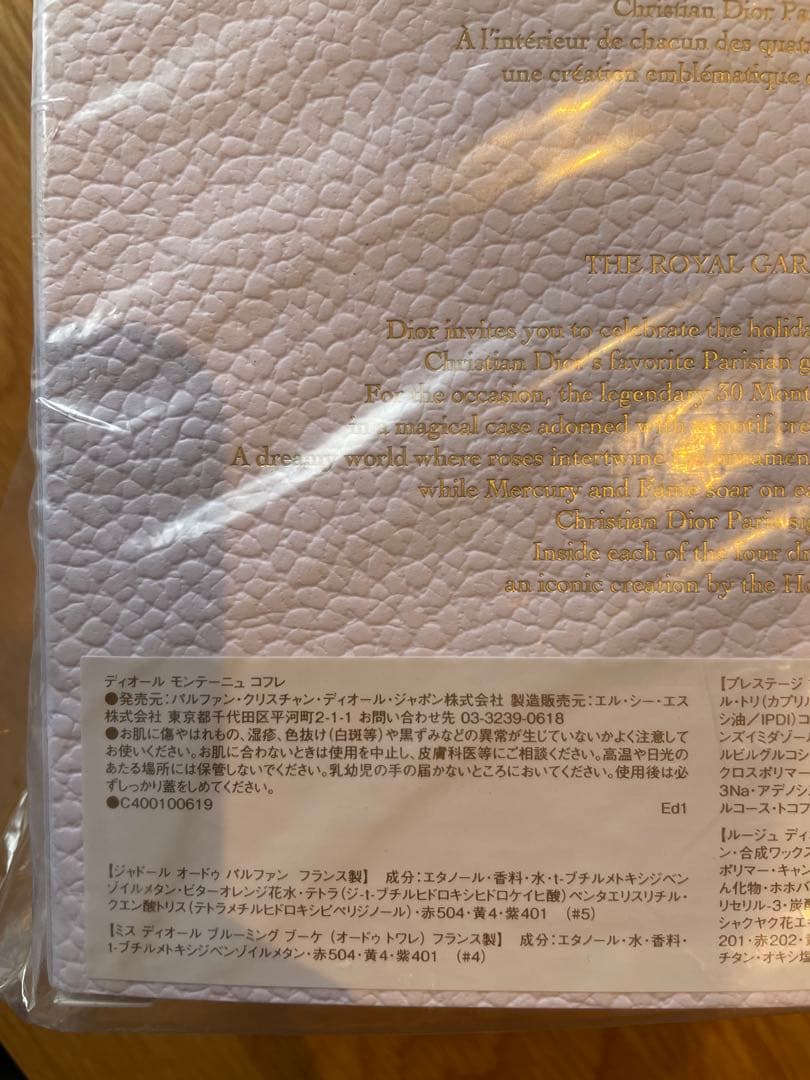 Christian Dior Pa
À l'intérieur de chacun des quat
une création emblématique d
THE ROYAL GAR
Dior invites you to celebrate the holida
Christian Dior's favorite Parisian g
For the occasion, the legendary 30 Mont
in a magical case adorned with a motif cre
A dreamy world where roses intertwine
while Mercury and Fame soar on ea
Christian Dior Parisi
Inside each of the four dr
an iconic creation by the Ho
ディオール モンテーニュ コフレ
●発売元:パルファン・クリスチャン・ディオール・ジャポン株式会社 製造販売元:エル・シー・エス
株式会社 東京都千代田区平河町2-1-1 お問い合わせ先 03-3239-0618
●お肌に傷やはれもの、湿疹、色抜け(白斑等)や黒ずみなどの異常が生じていないかよく注意して
お使いください。お肌に合わないときは使用を中止し、皮膚科医等にご相談ください。高温や日光の
あたる場所には保管しないでください。乳幼児の手の届かないところにおいてください。使用後は必
ずしっかり蓋をしめてください。
●C400100619 Ed1
【ジャドール オードゥ パルファン フランス製】 成分:エタノール・香料・水・t-ブチルメトキシジベン
ゾイルメタン・ビターオレンジ花水・テトラ(ジ-t-ブチルヒドロキシヒドロケイヒ酸)ペンタエリスリチル・
クエン酸トリス(テトラメチルヒドロキシピペリジノール)・赤504・黄4・紫401 (#5)
【ミス ディオール ブルーミング ブーケ (オードゥ トワレ) フランス製】 成分:エタノール・水・香料・
t-ブチルメトキシジベンゾイルメタン・赤504・黄4・紫401 (#4)
【プレステージ
ル・トリ(カプリル
シ油/IPDI)コ
ンズイミダゾール
ルビルグルコシ
クロスポリマー
3Na・アデノシ
ルコース・トコフ
【ルージュ ディ
ン・合成ワックス
ポリマー・キャン
ん化物・ホホバ
リセリル-3・炭酸
シャクヤク花エキ
201・赤202・黄
チタン・オキシ塩